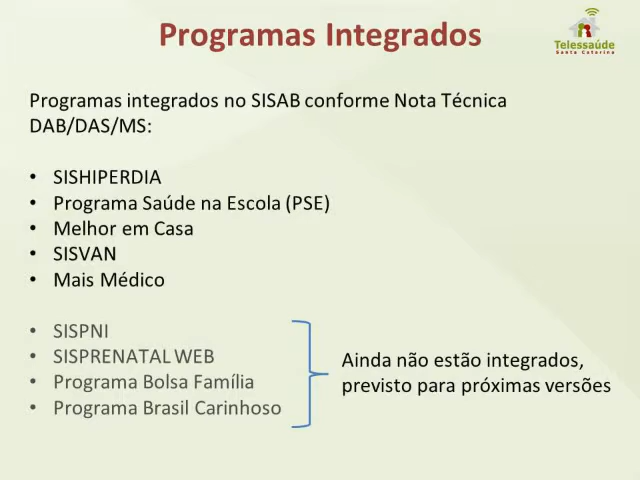 Programas Integrados
Telessaúde
Santa Catarina
Programas integrados no SISAB conforme Nota Técnica
DAB/DAS/MS:
• SISHIPERDIA
• Programa Saúde na Escola (PSE)
• Melhor em Casa
• SISVAN
• Mais Médico
• SISPNI
• SISPRENATAL WEB
• Programa Bolsa Família
• Programa Brasil Carinhoso
Ainda não estão integrados,
previsto para próximas versões